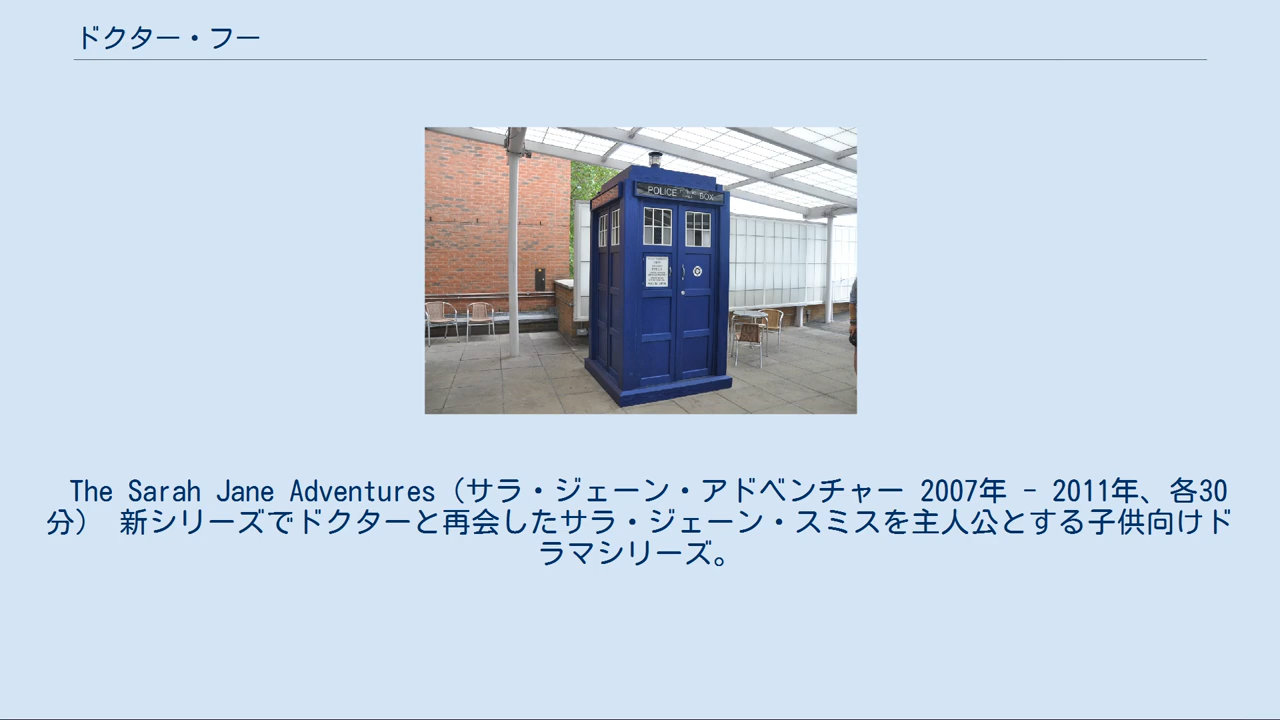 ドクター・フー
POLICE BOX
The Sarah Jane Adventures（サラ・ジェーン・アドベンチャー 2007年 - 2011年、各30
分） 新シリーズでドクターと再会したサラ・ジェーン・スミスを主人公とする子供向けド
ラマシリーズ。